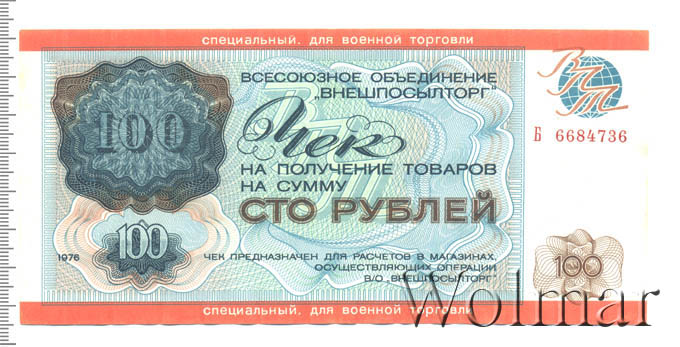 специальный. для военной торговли
ВСЕСОЮЗНОЕ ОБЪЕДИНЕНИЕ
„ВНЕШПОСЫЛТОРГ"
ВПТ
Чек
Б 6684736
100
НА ПОЛУЧЕНИЕ ТОВАРОВ
НА СУММУ
СТО РУБЛЕЙ
100
1976
ЧЕК ПРЕДНАЗНАЧЕН ДЛЯ РАСЧЕТОВ В МАГАЗИНАХ,
ОСУЩЕСТВЛЯЮЩИХ ОПЕРАЦИИ
В/О „ВНЕШПОСЫЛТОРГ"
100
специальный. для военной торговли
Wolmar